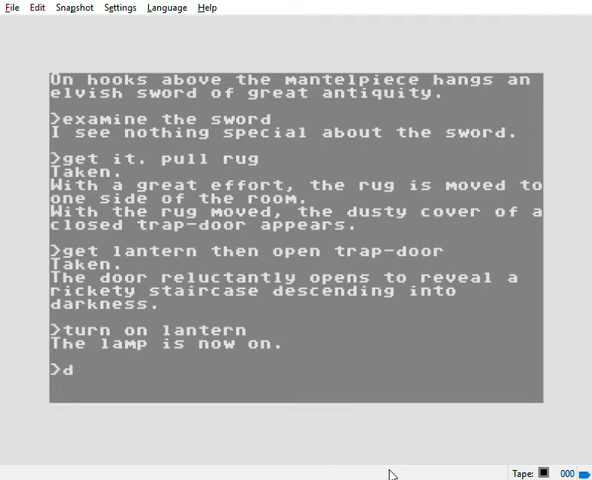 File Edit Snapshot Settings Language Help
On hooks above the mantelpiece hangs an
elvish sword of great antiquity.
>examine the sword
I see nothing special about the sword.
>get it. pull rug
Taken.
With a great effort, the rug is moved to
one side of the room.
With the rug moved, the dusty cover of a
closed trap-door appears.
>get lantern then open trap-door
Taken.
The door reluctantly opens to reveal a
rickety staircase descending into
darkness.
>turn on lantern
The lamp is now on.
>d
Tape: 000